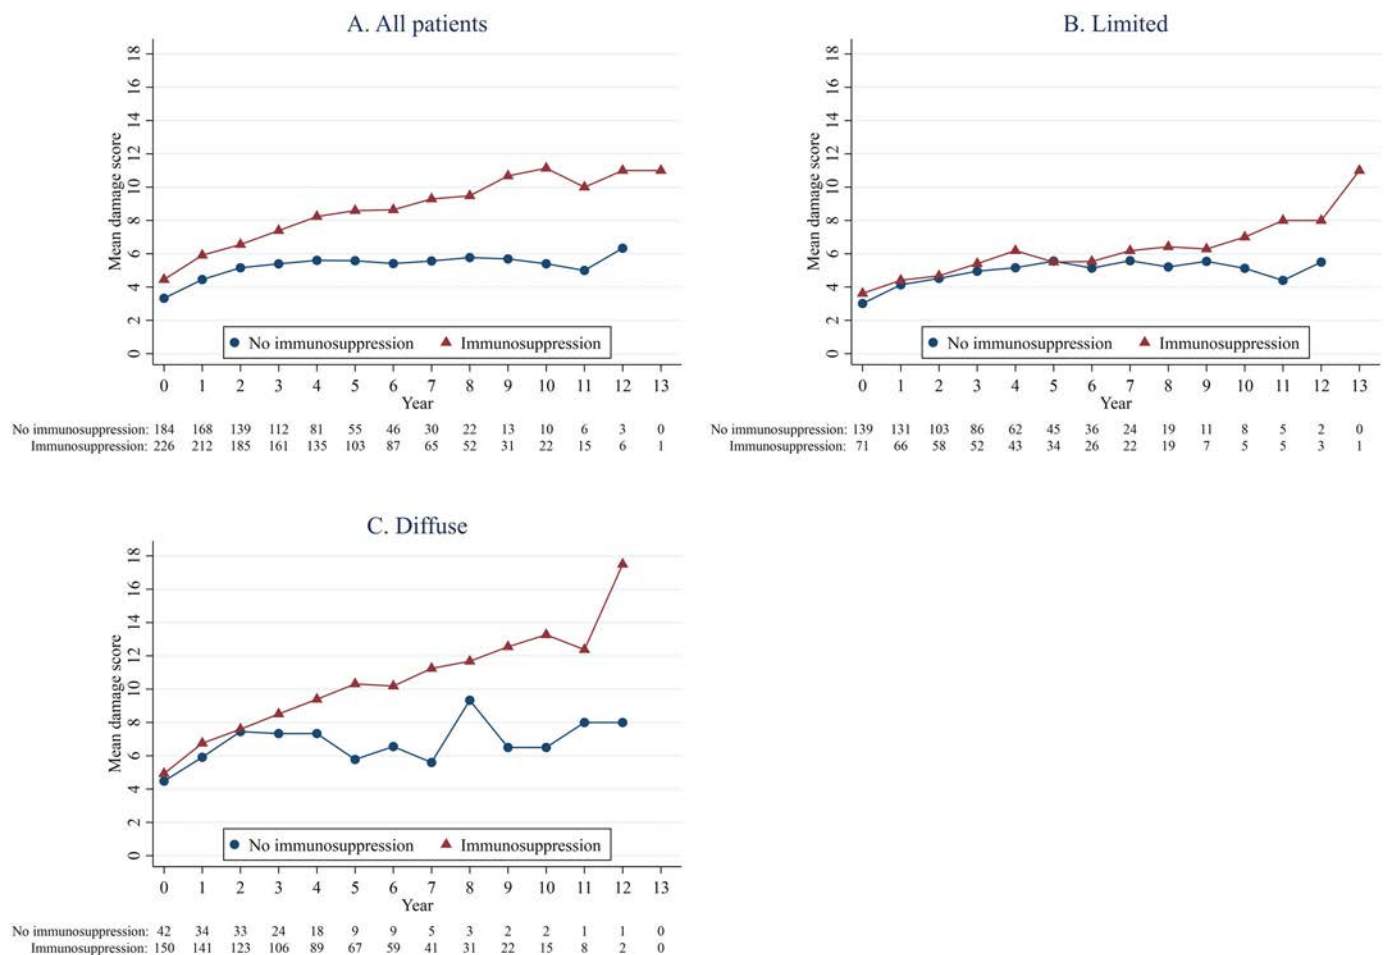 A. All patients
Mean damage score
18
16
14
12
10
8
6
4
2
0
No immunosuppression Immunosuppression
0 1 2 3 4 5 6 7 8 9 10 11 12 13
Year
No immunosuppression: 184 168 139 112 81 55 46 30 22 13 10 6 3 0
Immunosuppression: 226 212 185 161 135 103 87 65 52 31 22 15 6 1
B. Limited
Mean damage score
18
16
14
12
10
8
6
4
2
0
No immunosuppression Immunosuppression
0 1 2 3 4 5 6 7 8 9 10 11 12 13
Year
No immunosuppression: 139 131 103 86 62 45 36 24 19 11 8 5 2 0
Immunosuppression: 71 66 58 52 43 34 26 22 19 7 5 5 3 1
C. Diffuse
Mean damage score
18
16
14
12
10
8
6
4
2
0
No immunosuppression Immunosuppression
0 1 2 3 4 5 6 7 8 9 10 11 12 13
Year
No immunosuppression: 42 34 33 24 18 9 9 5 3 2 2 1 1 0
Immunosuppression: 150 141 123 106 89 67 59 41 31 22 15 8 2 0